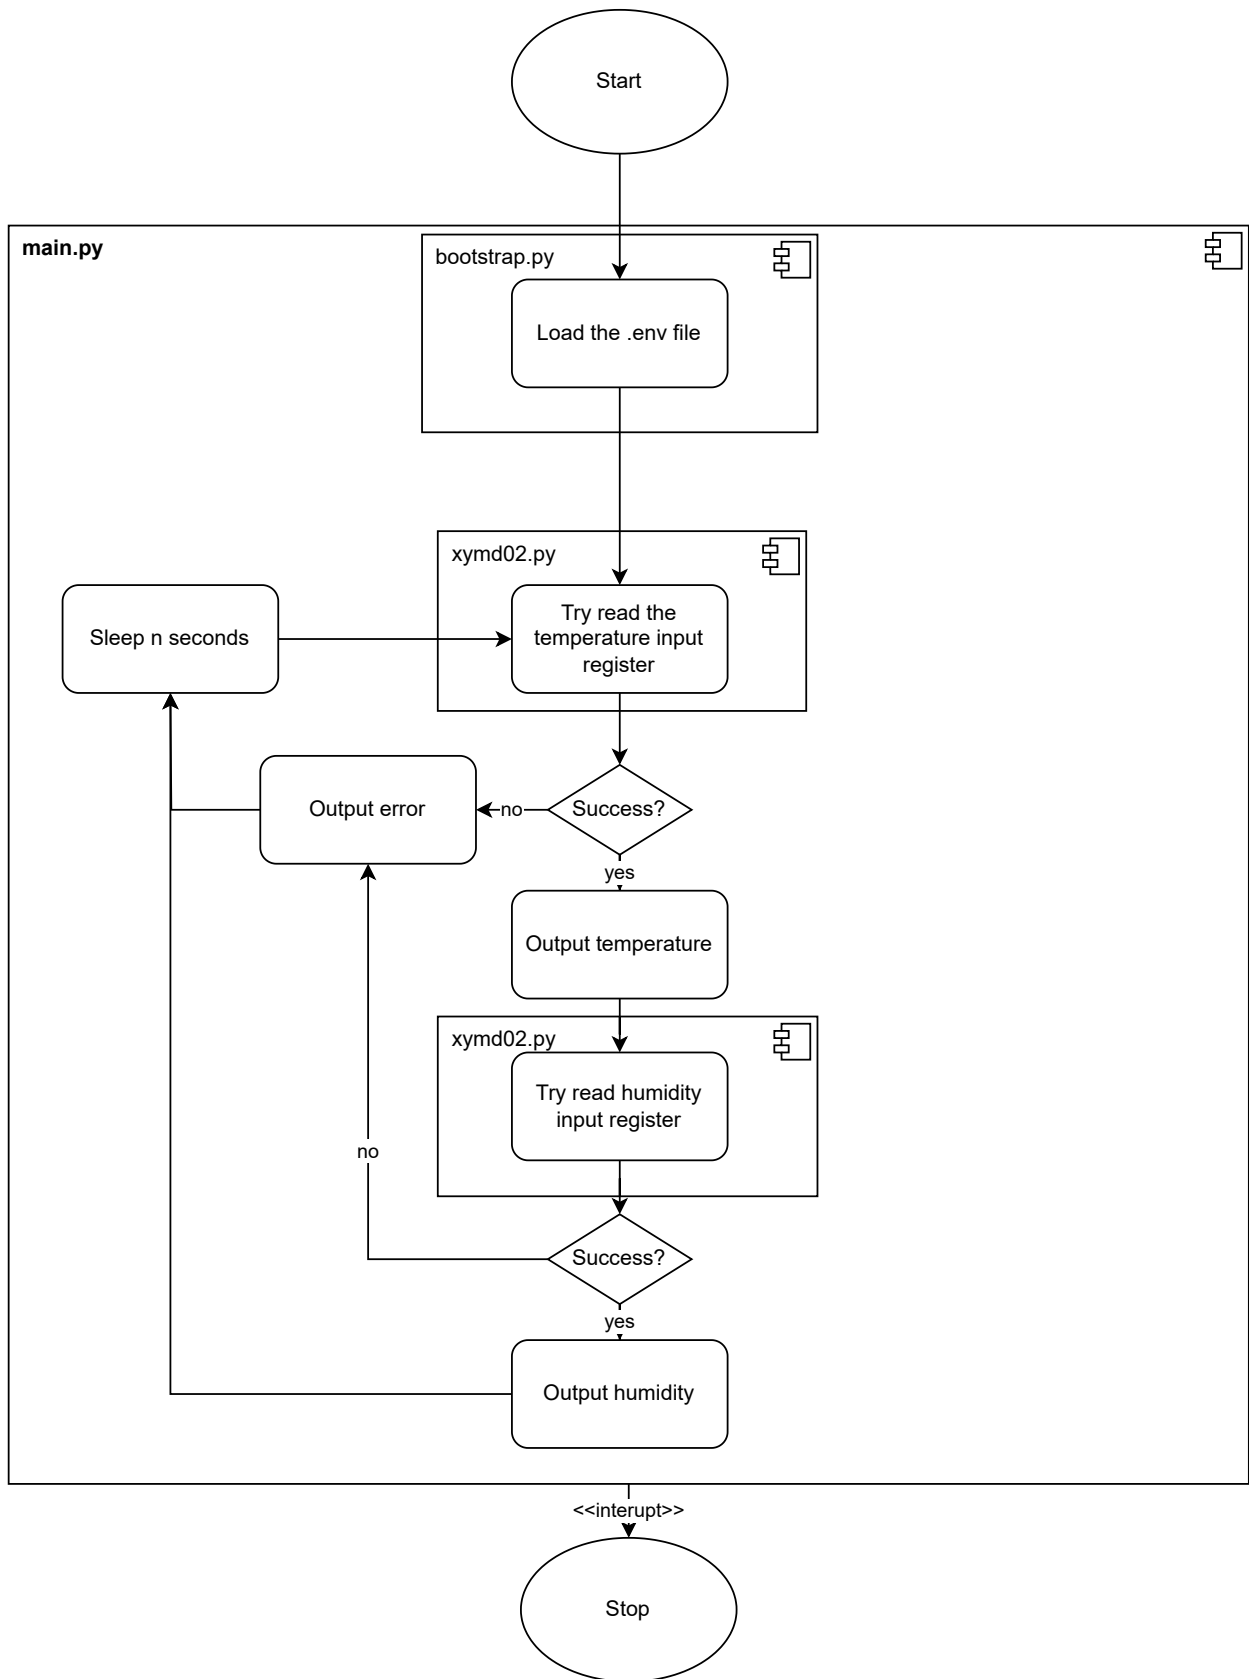 Start
main.py
bootstrap.py
Load the .env file
xymd02.py
Try read the
temperature input
register
Sleep n seconds
Output error
no
Success?
yes
Output temperature
xymd02.py
Try read humidity
input register
no
Success?
yes
Output humidity
<<interupt>>
Stop